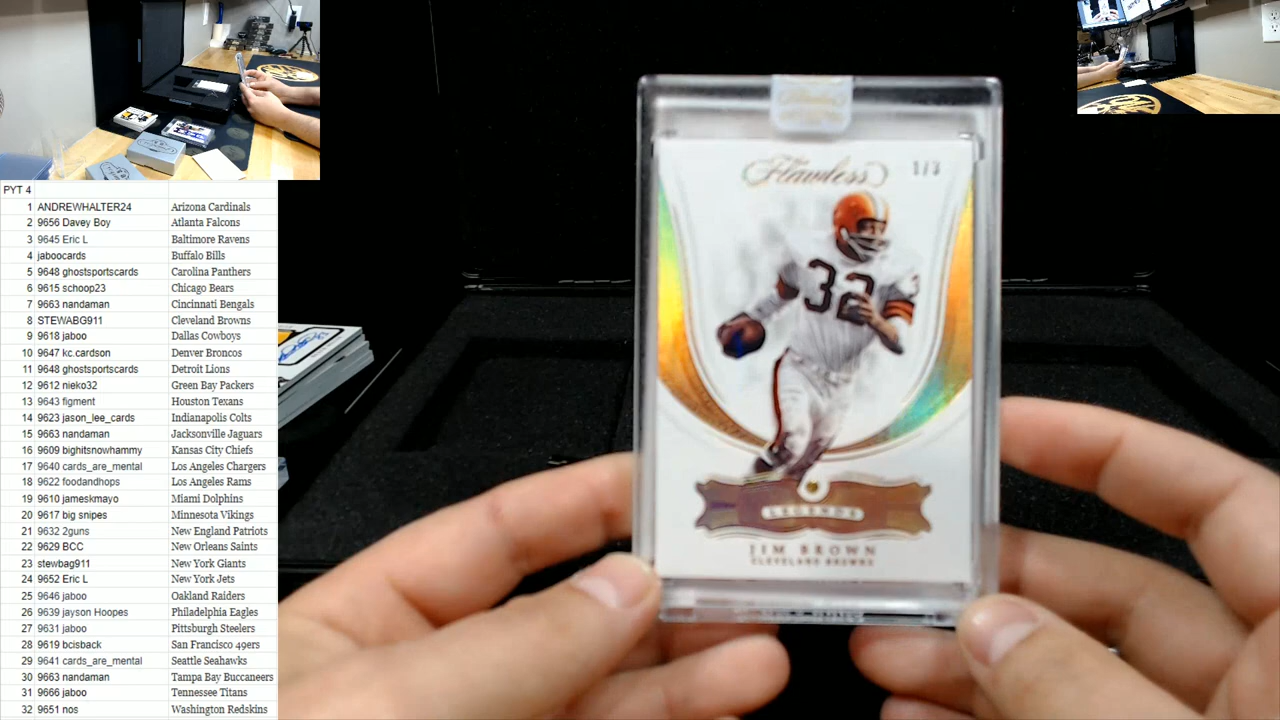 PYT 4
1 ANDREWHALTER24 Arizona Cardinals
2 9656 Davey Boy Atlanta Falcons
3 9645 Eric L Baltimore Ravens
4 jaboocards Buffalo Bills
5 9648 ghostsportscards Carolina Panthers
6 9615 schoop23 Chicago Bears
7 9663 nandaman Cincinnati Bengals
8 STEWABG911 Cleveland Browns
9 9618 jaboo Dallas Cowboys
10 9647 kc.cardson Denver Broncos
11 9648 ghostsportscards Detroit Lions
12 9612 nieko32 Green Bay Packers
13 9643 figment Houston Texans
14 9623 jason_lee_cards Indianapolis Colts
15 9663 nandaman Jacksonville Jaguars
16 9609 bighitsnowhammy Kansas City Chiefs
17 9640 cards_are_mental Los Angeles Chargers
18 9622 foodandhops Los Angeles Rams
19 9610 jameskmayo Miami Dolphins
20 9617 big snipes Minnesota Vikings
21 9632 2guns New England Patriots
22 9629 BCC New Orleans Saints
23 stewbag911 New York Giants
24 9652 Eric L New York Jets
25 9646 jaboo Oakland Raiders
26 9639 jayson Hoopes Philadelphia Eagles
27 9631 jaboo Pittsburgh Steelers
28 9619 bcisback San Francisco 49ers
29 9641 cards_are_mental Seattle Seahawks
30 9663 nandaman Tampa Bay Buccaneers
31 9666 jaboo Tennessee Titans
32 9651 nos Washington Redskins
Flawless
1/3
32
LEGENDS
JIM BROWN
CLEVELAND BROWNS